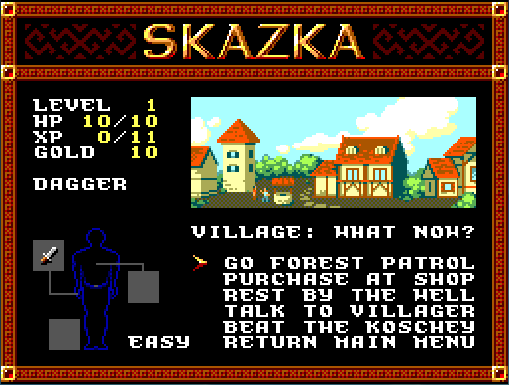 SKAZKA
LEVEL 1
HP 10/10
XP 0/11
GOLD 10
DAGGER
VILLAGE: WHAT NOW?
GO FOREST PATROL
PURCHASE AT SHOP
REST BY THE WELL
TALK TO VILLAGER
BEAT THE KOSCHEY
EASY RETURN MAIN MENU